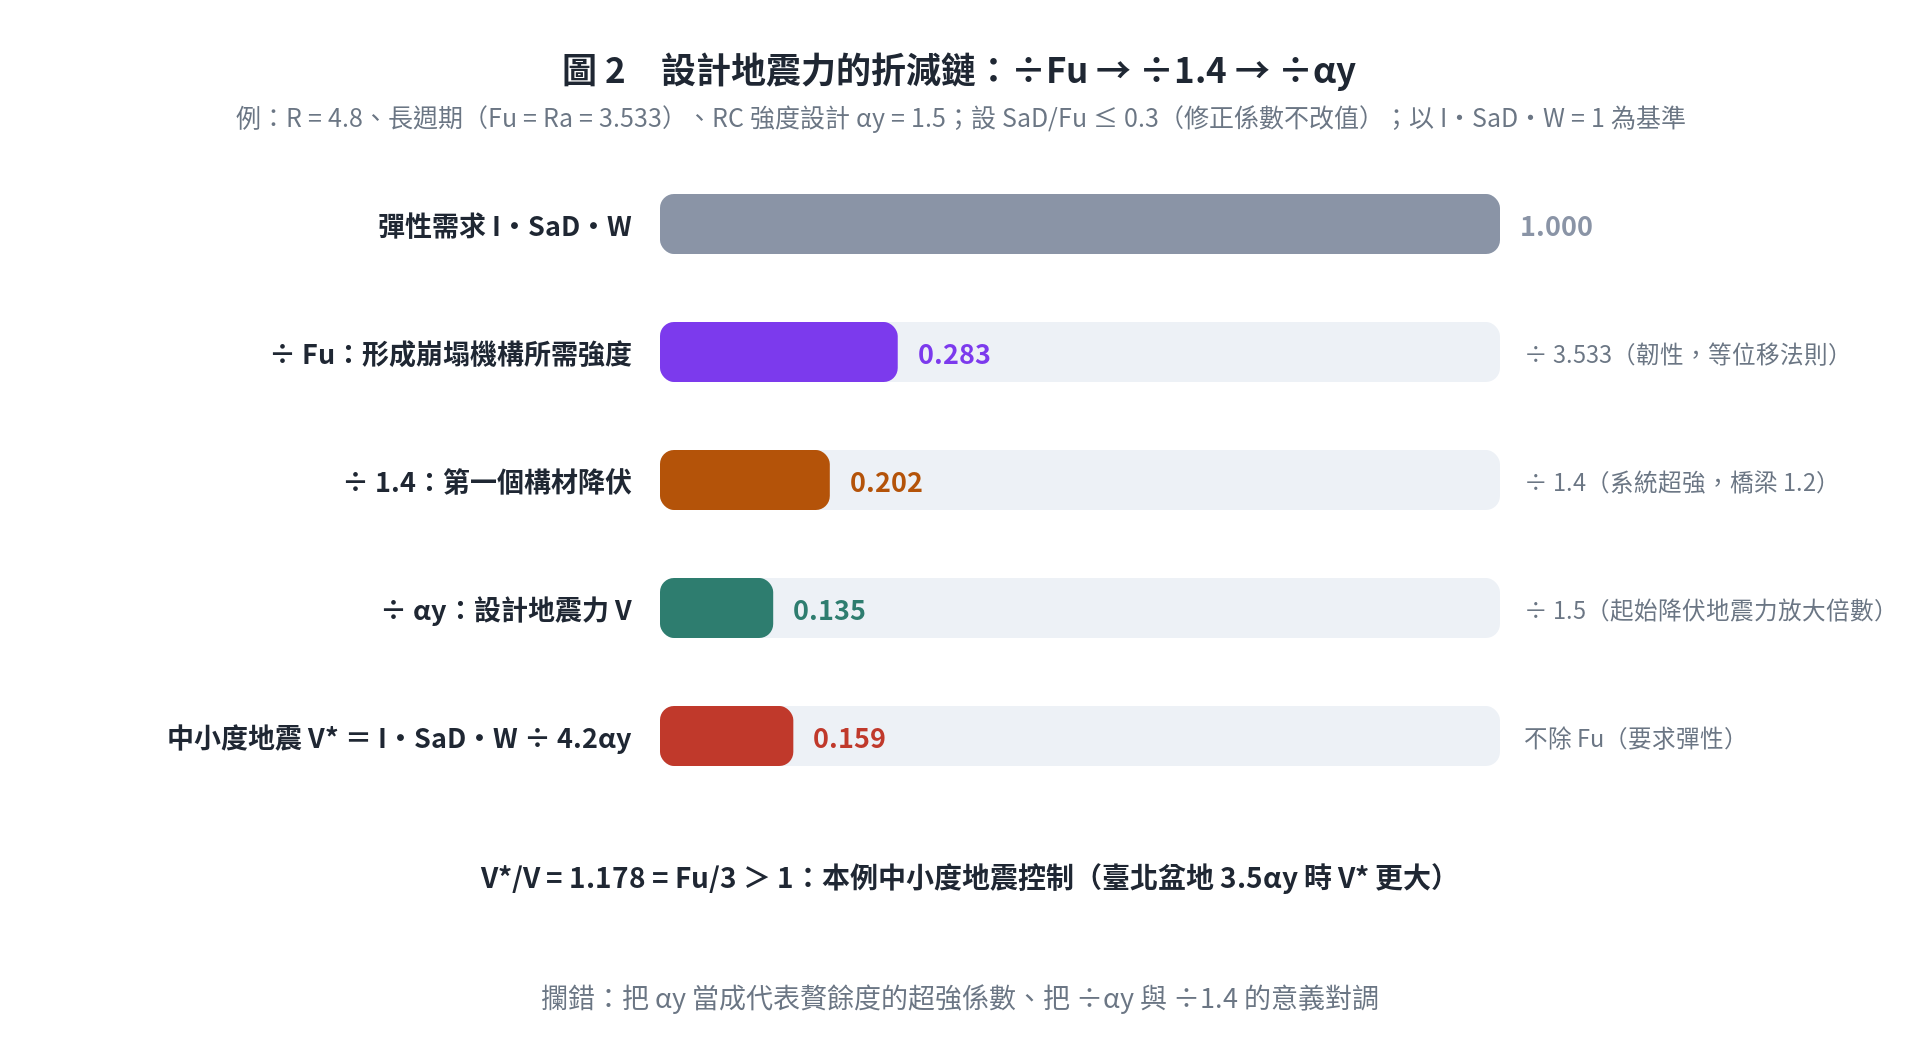 圖 2　設計地震力的折減鏈：÷Fu → ÷1.4 → ÷αy
例：R = 4.8、長週期（Fu = Ra = 3.533）、RC 強度設計 αy = 1.5；設 SaD/Fu ≤ 0.3（修正係數不改值）；以 I・SaD・W = 1 為基準
彈性需求 I・SaD・W 1.000
÷ Fu：形成崩塌機構所需強度 0.283 ÷ 3.533（韌性，等位移法則）
÷ 1.4：第一個構材降伏 0.202 ÷ 1.4（系統超強，橋梁 1.2）
÷ αy：設計地震力 V 0.135 ÷ 1.5（起始降伏地震力放大倍數）
中小度地震 V* ＝ I・SaD・W ÷ 4.2αy 0.159 不除 Fu（要求彈性）
V*/V = 1.178 = Fu/3 ＞ 1：本例中小度地震控制（臺北盆地 3.5αy 時 V* 更大）
攔錯：把 αy 當成代表贅餘度的超強係數、把 ÷αy 與 ÷1.4 的意義對調